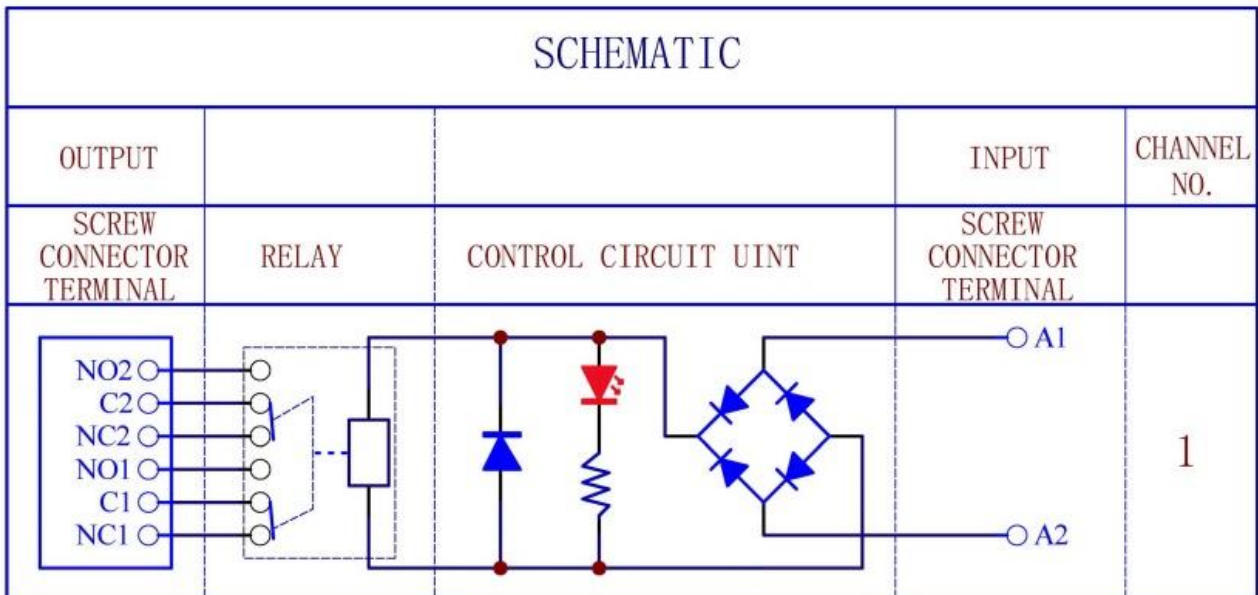 SCHEMATIC
OUTPUT
INPUT
CHANNEL
NO.
SCREW
CONNECTOR
TERMINAL
RELAY
CONTROL CIRCUIT UINT
SCREW
CONNECTOR
TERMINAL
NO2
C2
NC2
NO1
C1
NC1
A1
A2
1